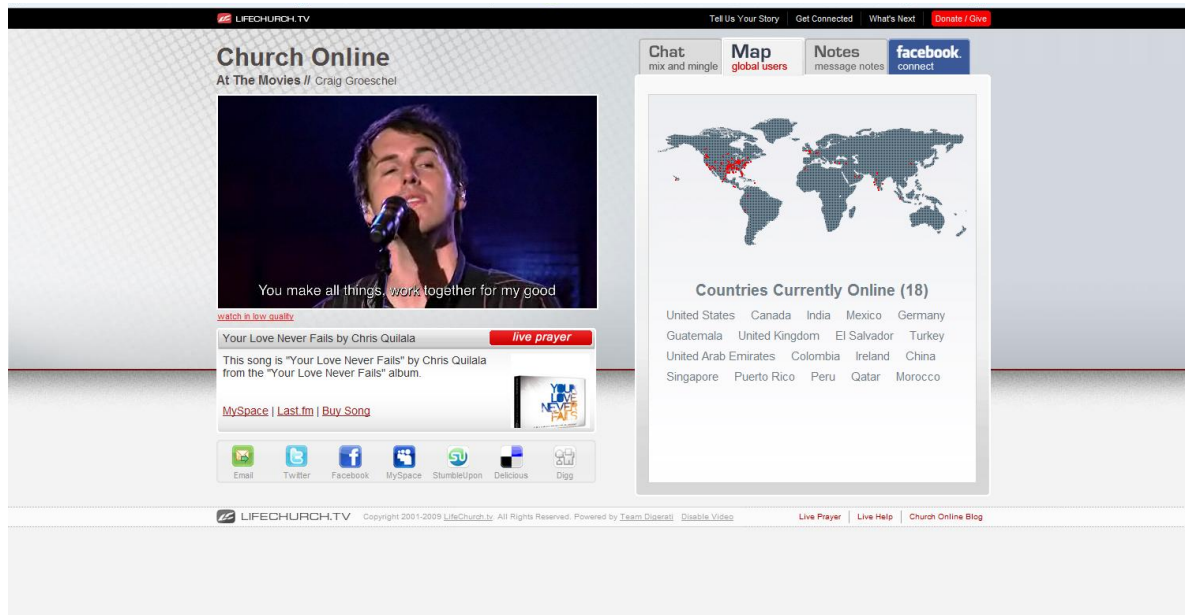 LIFECHURCH.TV
Tell Us Your Story | Get Connected | What's Next | Donate / Give
Church Online
At The Movies // Craig Groeschel
You make all things, work together for my good
watch in low quality
Your Love Never Fails by Chris Quilala
live prayer
This song is "Your Love Never Fails" by Chris Quilala
from the "Your Love Never Fails" album.
YOUR
LOVE
NEVER
FAILS
MySpace | Last.fm | Buy Song
Email Twitter Facebook MySpace StumbleUpon Delicious Digg
Chat
mix and mingle
Map
global users
Notes
message notes
facebook.
connect
Countries Currently Online (18)
United States Canada India Mexico Germany
Guatemala United Kingdom El Salvador Turkey
United Arab Emirates Colombia Ireland China
Singapore Puerto Rico Peru Qatar Morocco
LIFECHURCH.TV Copyright 2001-2009 LifeChurch.tv. All Rights Reserved. Powered by Team Digerati Disable Video Live Prayer | Live Help | Church Online Blog